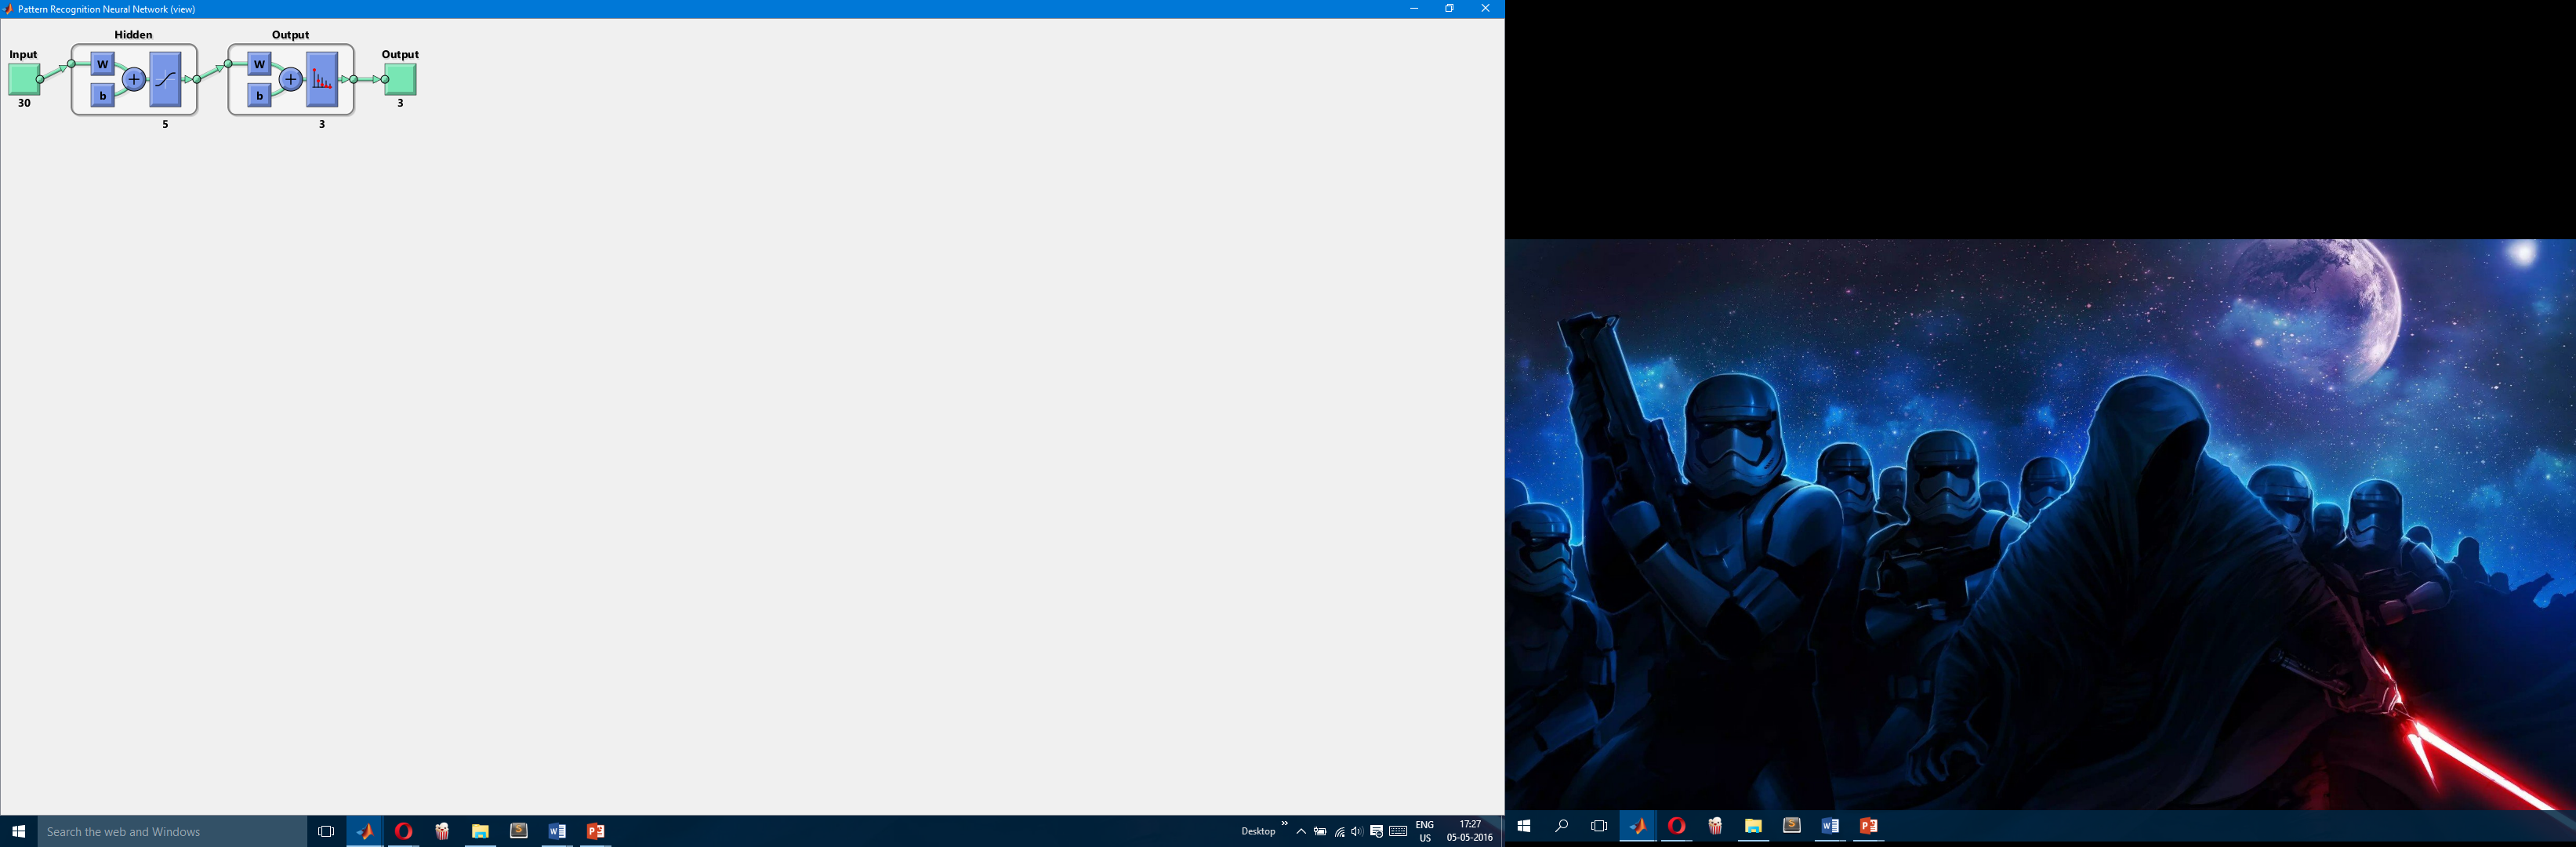 Pattern Recognition Neural Network (view)
Hidden
Output
Input
Output
W
W
b
b
30
3
5
3
Search the web and Windows
Desktop
ENG
US
17:27
05-05-2016